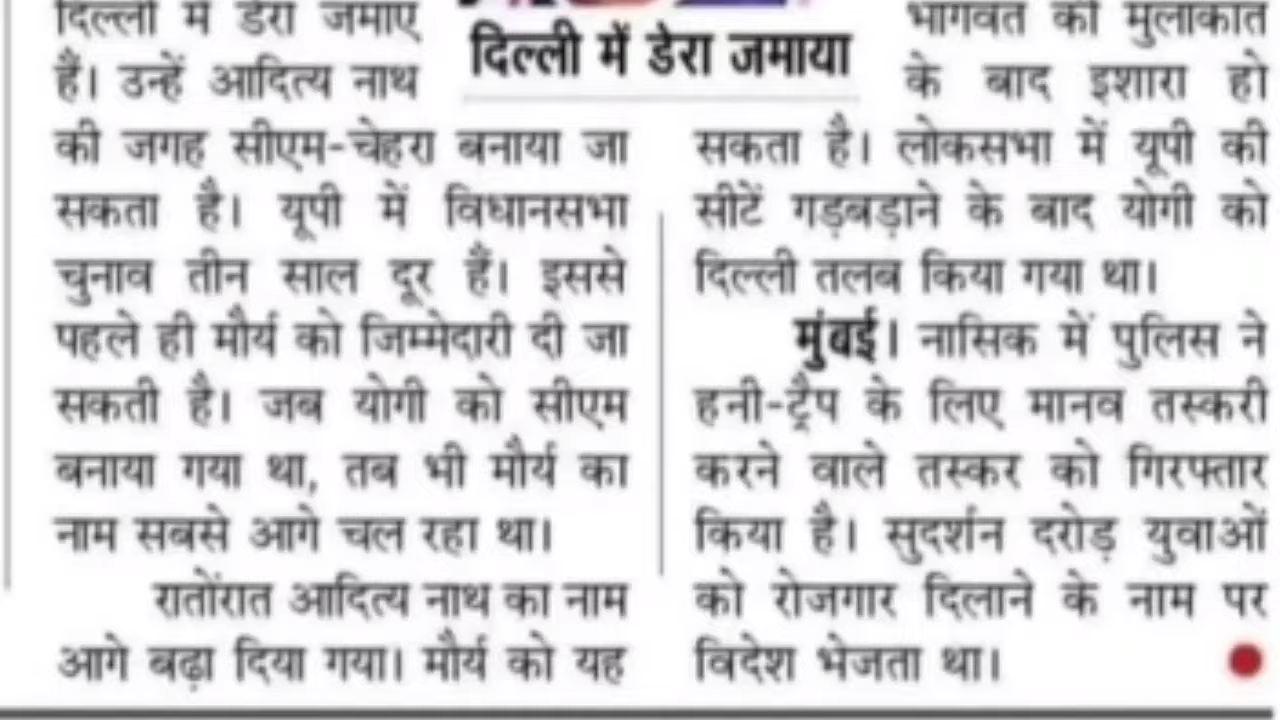 दिल्ली में डेरा जमाए
हैं। उन्हें आदित्य नाथ
की जगह सीएम-चेहरा बनाया जा
सकता है। यूपी में विधानसभा
चुनाव तीन साल दूर हैं। इससे
पहले ही मौर्य को जिम्मेदारी दी जा
सकती है। जब योगी को सीएम
बनाया गया था, तब भी मौर्य का
नाम सबसे आगे चल रहा था।
रातोंरात आदित्य नाथ का नाम
आगे बढ़ा दिया गया। मौर्य को यह
दिल्ली में डेरा जमाया
भागवत की मुलाकात
के बाद इशारा हो
सकता है। लोकसभा में यूपी की
सीटें गड़बड़ाने के बाद योगी को
दिल्ली तलब किया गया था।
मुंबई। नासिक में पुलिस ने
हनी-ट्रैप के लिए मानव तस्करी
करने वाले तस्कर को गिरफ्तार
किया है। सुदर्शन दरोड़ युवाओं
को रोजगार दिलाने के नाम पर
विदेश भेजता था।